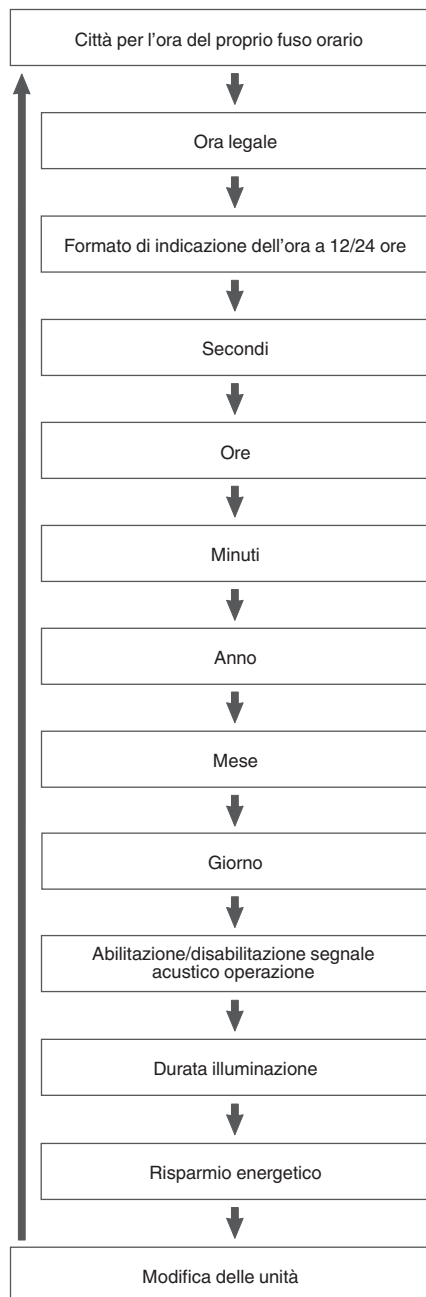 Città per l'ora del proprio fuso orario
Ora legale
Formato di indicazione dell'ora a 12/24 ore
Secondi
Ore
Minuti
Anno
Mese
Giorno
Abilitazione/disabilitazione segnale
acustico operazione
Durata illuminazione
Risparmio energetico
Modifica delle unità